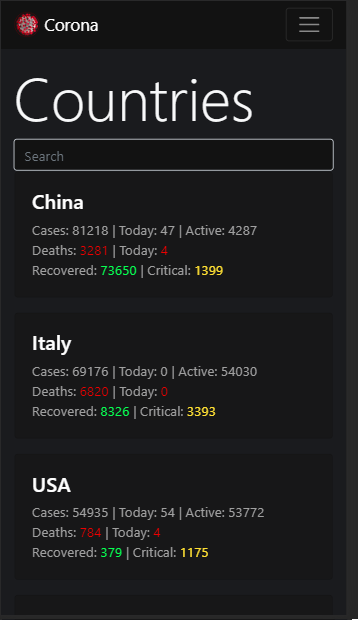 Corona
Countries
Search
China
Cases: 81218 | Today: 47 | Active: 4287
Deaths: 3281 | Today: 4
Recovered: 73650 | Critical: 1399
Italy
Cases: 69176 | Today: 0 | Active: 54030
Deaths: 6820 | Today: 0
Recovered: 8326 | Critical: 3393
USA
Cases: 54935 | Today: 54 | Active: 53772
Deaths: 784 | Today: 4
Recovered: 379 | Critical: 1175